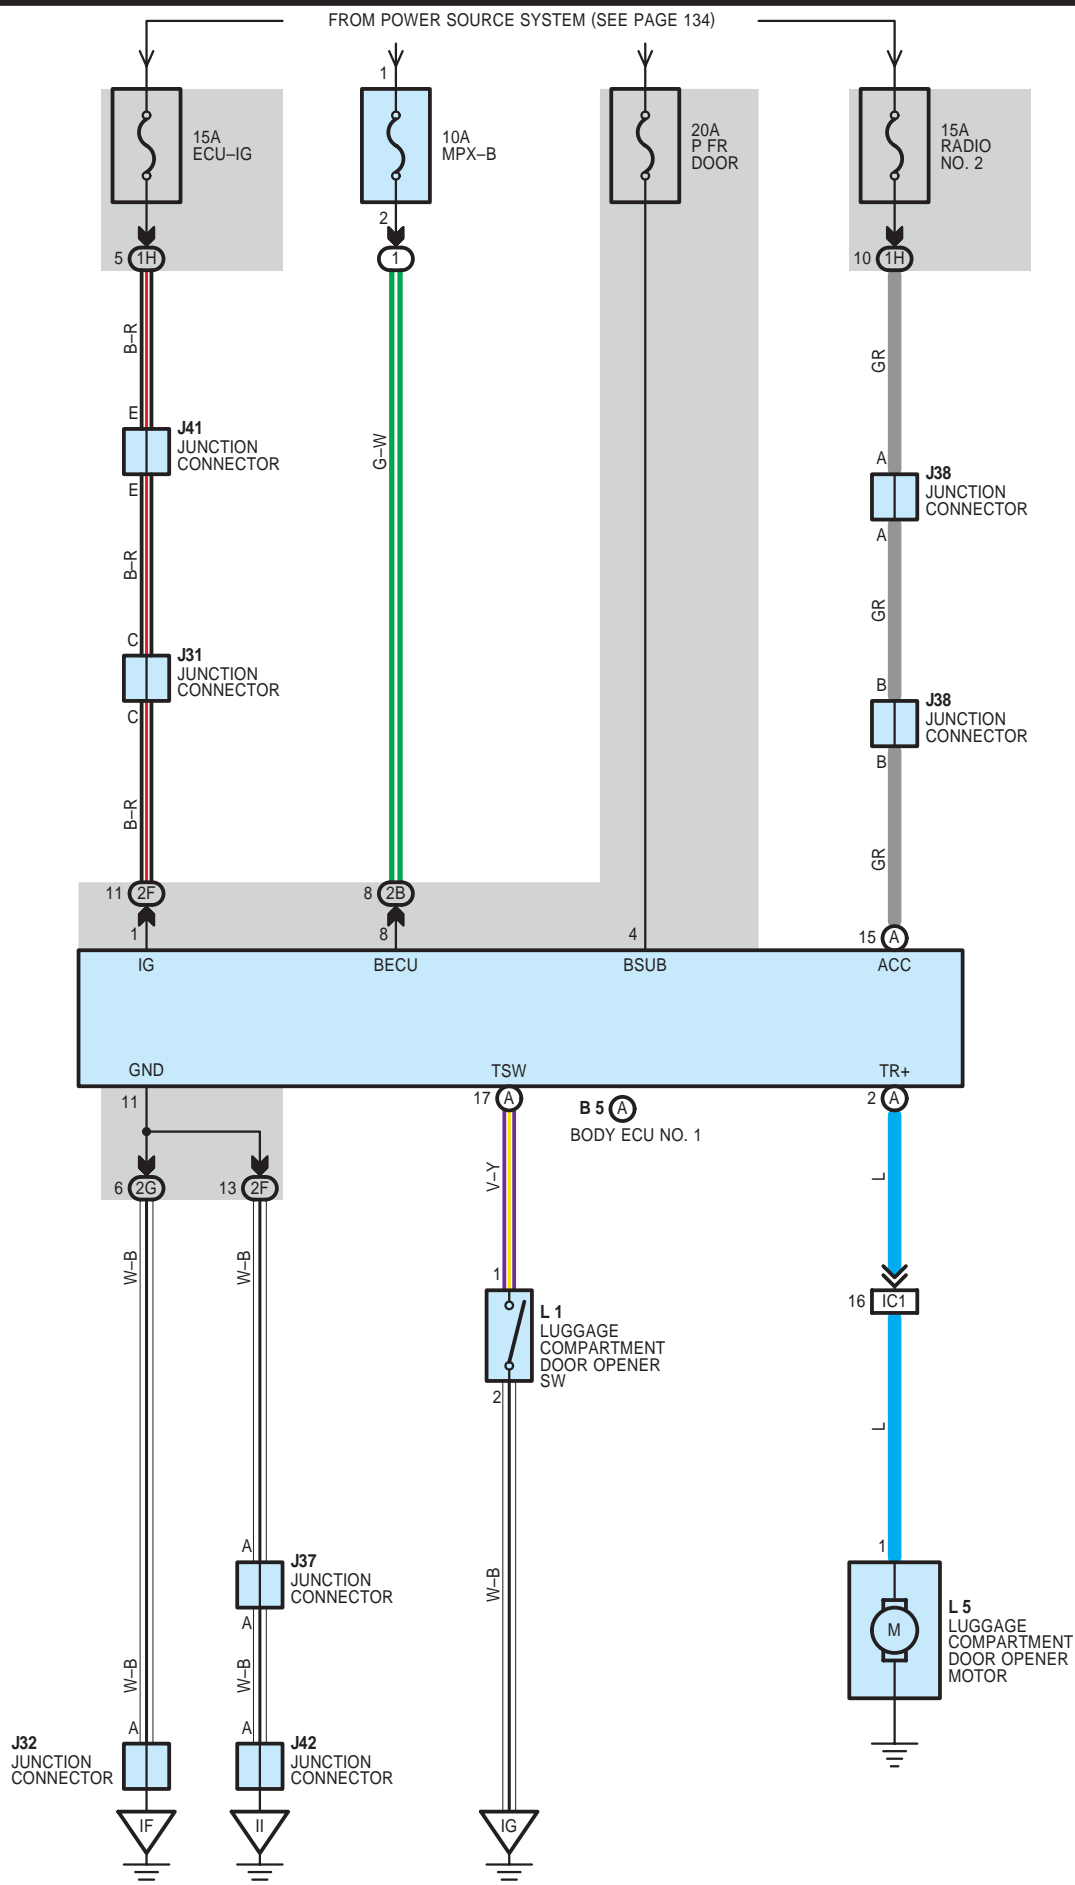 FROM POWER SOURCE SYSTEM (SEE PAGE 134)
1
15A
ECU–IG
10A
MPX–B
20A
P FR
DOOR
15A
RADIO
NO. 2
2
5 1H
1
10 1H
B–R
G–W
GR
E
J41
JUNCTION
CONNECTOR
E
A
J38
JUNCTION
CONNECTOR
A
B–R
GR
C
J31
JUNCTION
CONNECTOR
C
B
J38
JUNCTION
CONNECTOR
B
B–R
GR
11 2F
8 2B
1
8
4
15 A
IG
BECU
BSUB
ACC
GND
TSW
TR+
11
17 A
B 5 A
BODY ECU NO. 1
2 A
6 2G
13 2F
V–Y
L
W–B
W–B
1
L 1
LUGGAGE
COMPARTMENT
DOOR OPENER
SW
2
16 IC1
L
A
J37
JUNCTION
CONNECTOR
A
W–B
1
L 5
LUGGAGE
COMPARTMENT
DOOR OPENER
MOTOR
M
W–B
W–B
A
J32
JUNCTION
CONNECTOR
A
J42
JUNCTION
CONNECTOR
IF
II
IG